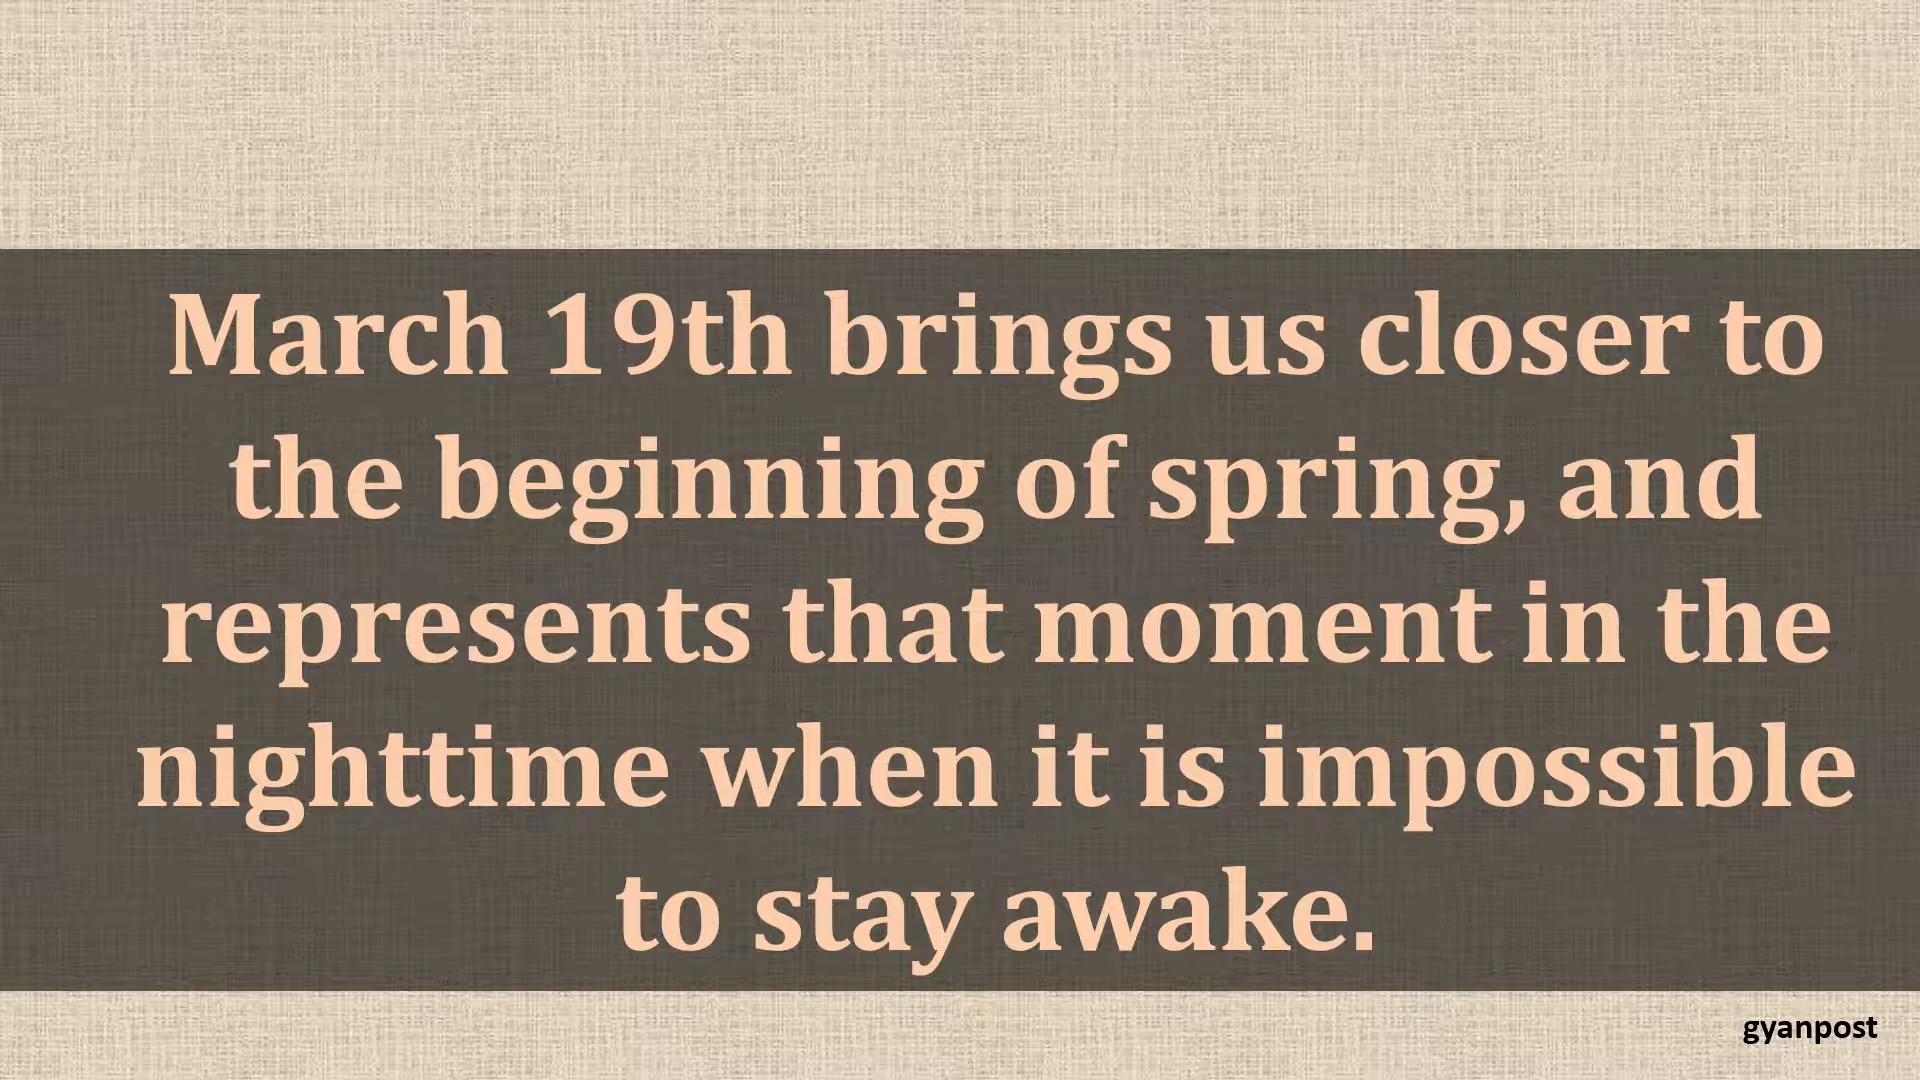 March 19th brings us closer to
the beginning of spring, and
represents that moment in the
nighttime when it is impossible
to stay awake.
gyanpost